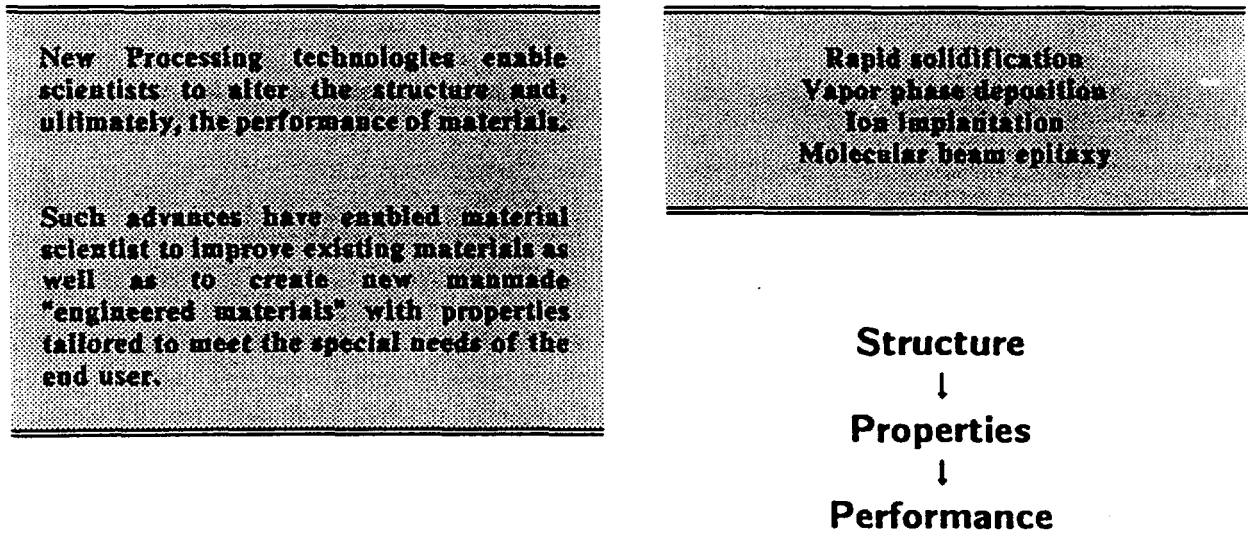 New Processing technologies enable
scientists to alter the structure and,
ultimately, the performance of materials.
Such advances have enabled material
scientist to improve existing materials as
well as to create new manmade
"engineered materials" with properties
tailored to meet the special needs of the
end user.
Rapid solidification
Vapor phase deposition
Ion implantation
Molecular beam epitaxy
Structure
↓
Properties
↓
Performance